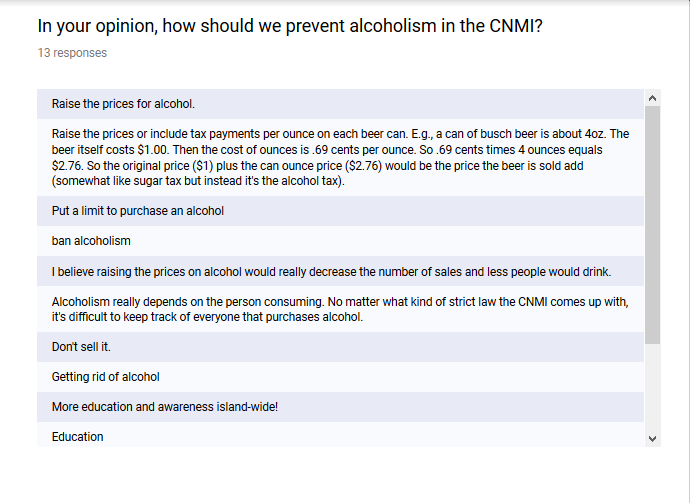 In your opinion, how should we prevent alcoholism in the CNMI?
13 responses
Raise the prices for alcohol.
Raise the prices or include tax payments per ounce on each beer can. E.g., a can of busch beer is about 4oz. The
beer itself costs $1.00. Then the cost of ounces is .69 cents per ounce. So .69 cents times 4 ounces equals
$2.76. So the original price ($1) plus the can ounce price ($2.76) would be the price the beer is sold add
(somewhat like sugar tax but instead it's the alcohol tax).
Put a limit to purchase an alcohol
ban alcoholism
I believe raising the prices on alcohol would really decrease the number of sales and less people would drink.
Alcoholism really depends on the person consuming. No matter what kind of strict law the CNMI comes up with,
it's difficult to keep track of everyone that purchases alcohol.
Don't sell it.
Getting rid of alcohol
More education and awareness island-wide!
Education